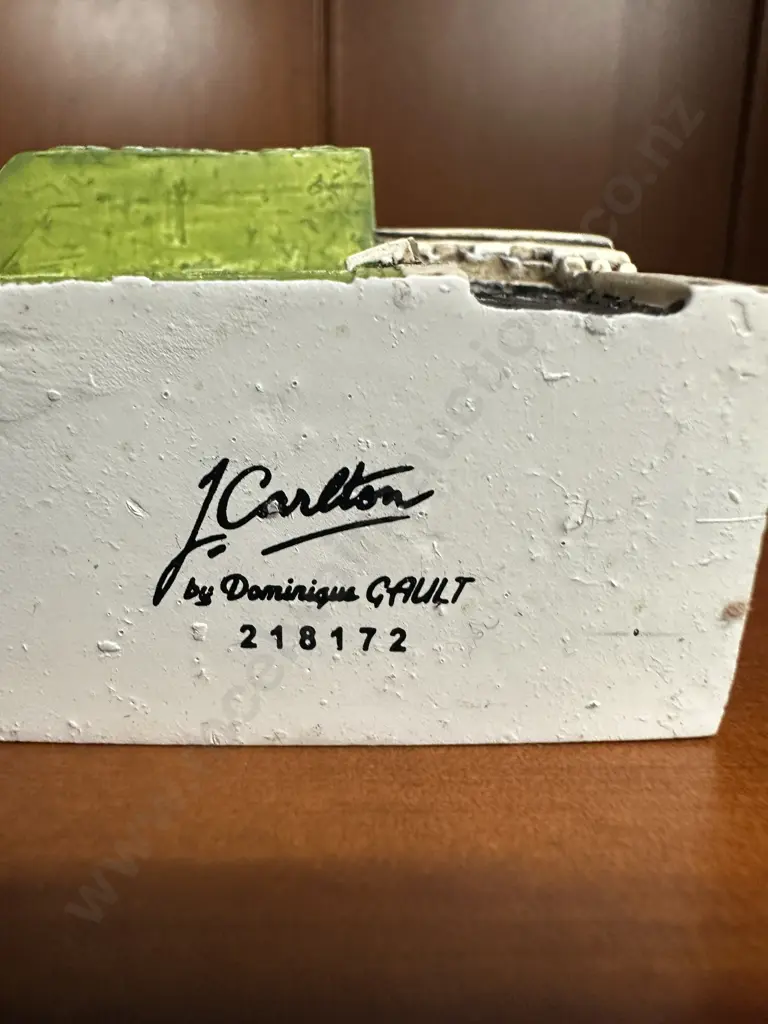 J. Carlton
by Dominique GAULT
218172